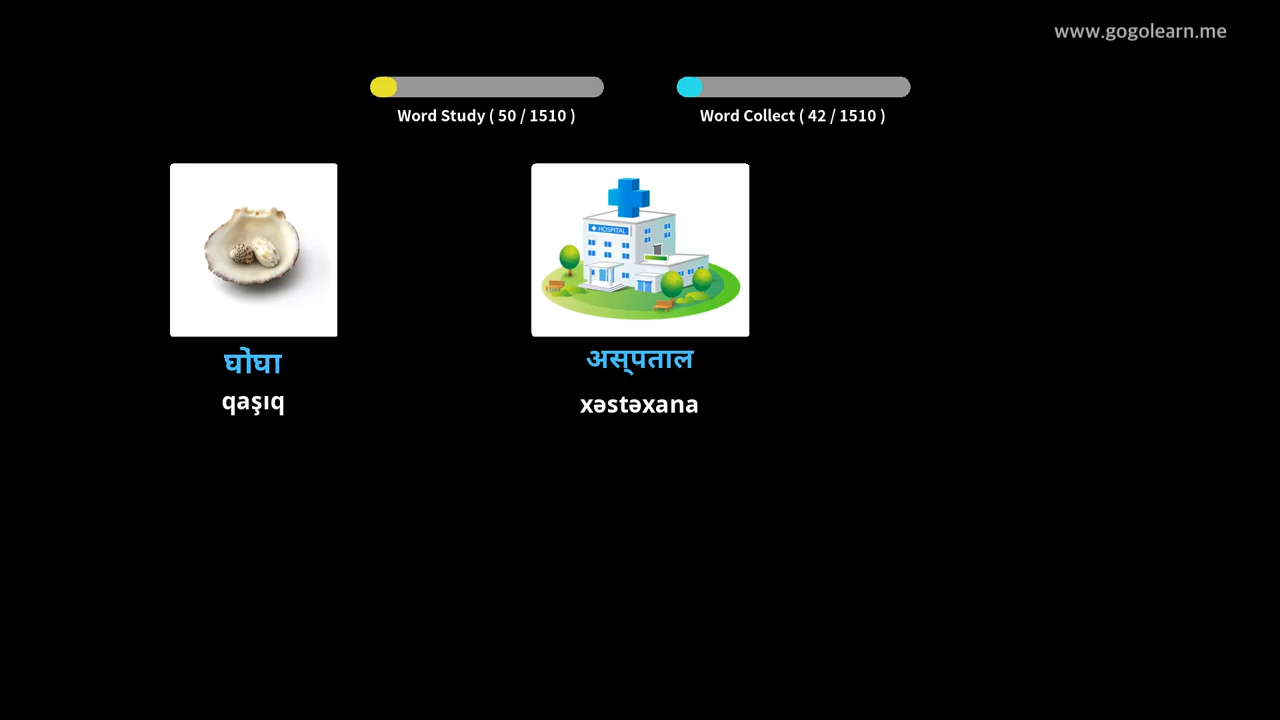 www.gogolearn.me
Word Study ( 50 / 1510 )
Word Collect ( 42 / 1510 )
HOSPITAL
घोंघा
qaşıq
अस्पताल
xəstəxana